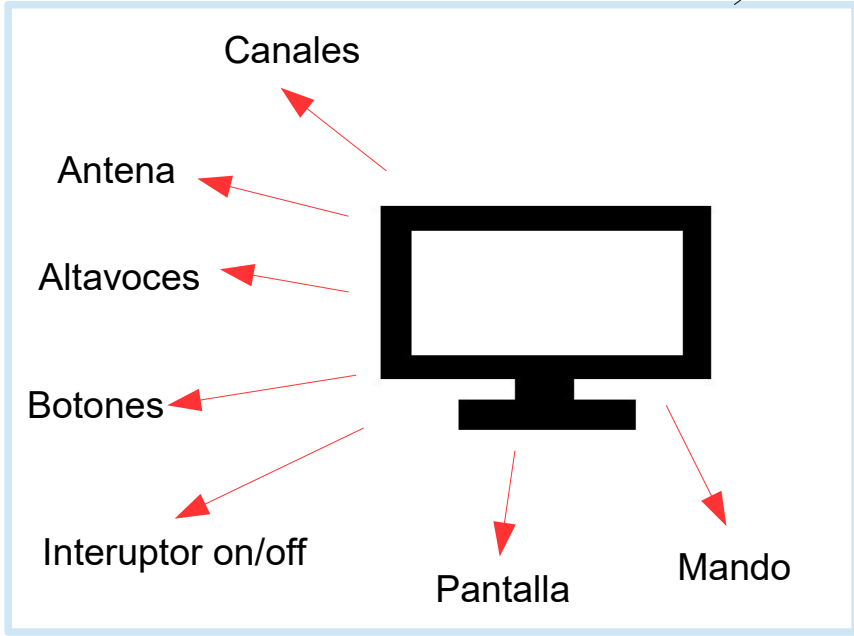 Canales
Antena
Altavoces
Botones
Interuptor on/off
Pantalla
Mando